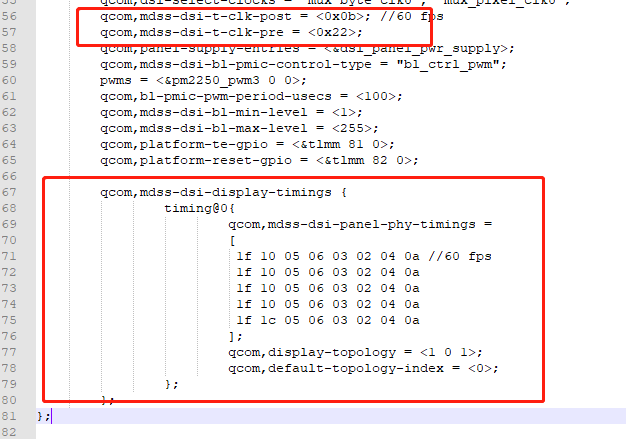 55 qcom,dsi-select-clocks = "mux_byte_clk0", "mux_pixel_clk0";
56 qcom,mdss-dsi-t-clk-post = <0x0b>; //60 fps
57 qcom,mdss-dsi-t-clk-pre = <0x22>;
58 qcom,panel-supply-entries = <&dsi_panel_pwr_supply>;
59 qcom,mdss-dsi-bl-pmic-control-type = "bl_ctrl_pwm";
60 pwms = <&pm2250_pwm3 0 0>;
61 qcom,bl-pmic-pwm-period-usecs = <100>;
62 qcom,mdss-dsi-bl-min-level = <1>;
63 qcom,mdss-dsi-bl-max-level = <255>;
64 qcom,platform-te-gpio = <&tlmm 81 0>;
65 qcom,platform-reset-gpio = <&tlmm 82 0>;
66
67 qcom,mdss-dsi-display-timings {
68 timing@0{
69 qcom,mdss-dsi-panel-phy-timings =
70 [
71 1f 10 05 06 03 02 04 0a //60 fps
72 1f 10 05 06 03 02 04 0a
73 1f 10 05 06 03 02 04 0a
74 1f 10 05 06 03 02 04 0a
75 1f 1c 05 06 03 02 04 0a
76 ];
77 qcom,display-topology = <1 0 1>;
78 qcom,default-topology-index = <0>;
79 };
80 };
81 };
82